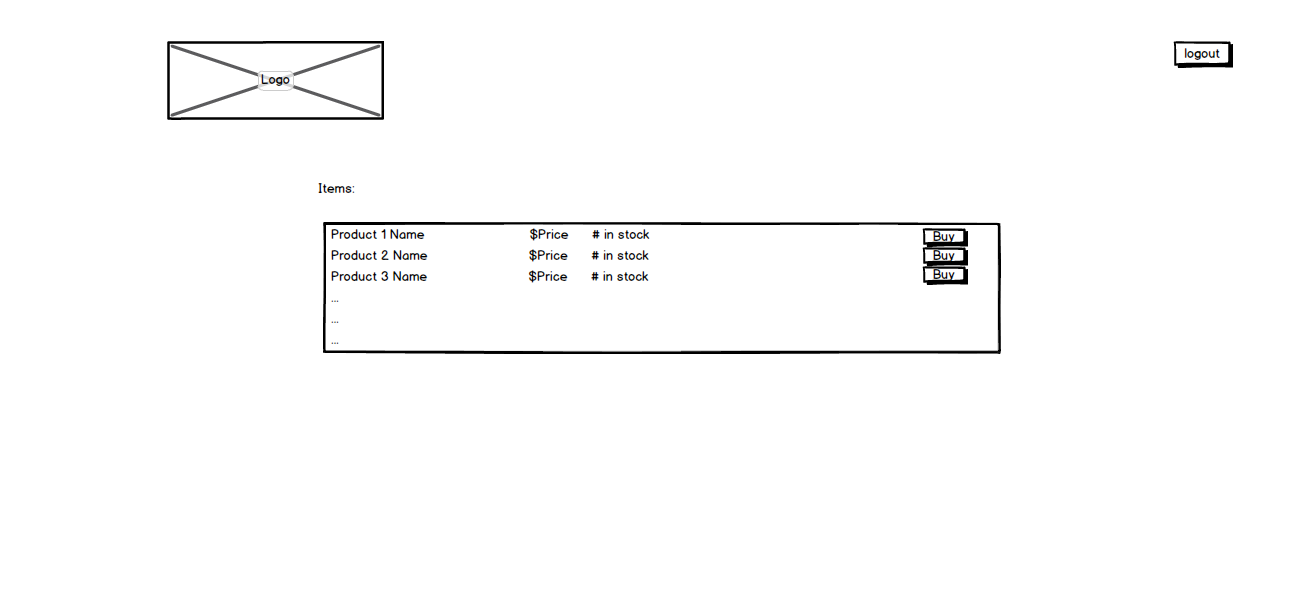 logout
Logo
Items:
Product 1 Name $Price # in stock Buy
Product 2 Name $Price # in stock Buy
Product 3 Name $Price # in stock Buy
...
...
...